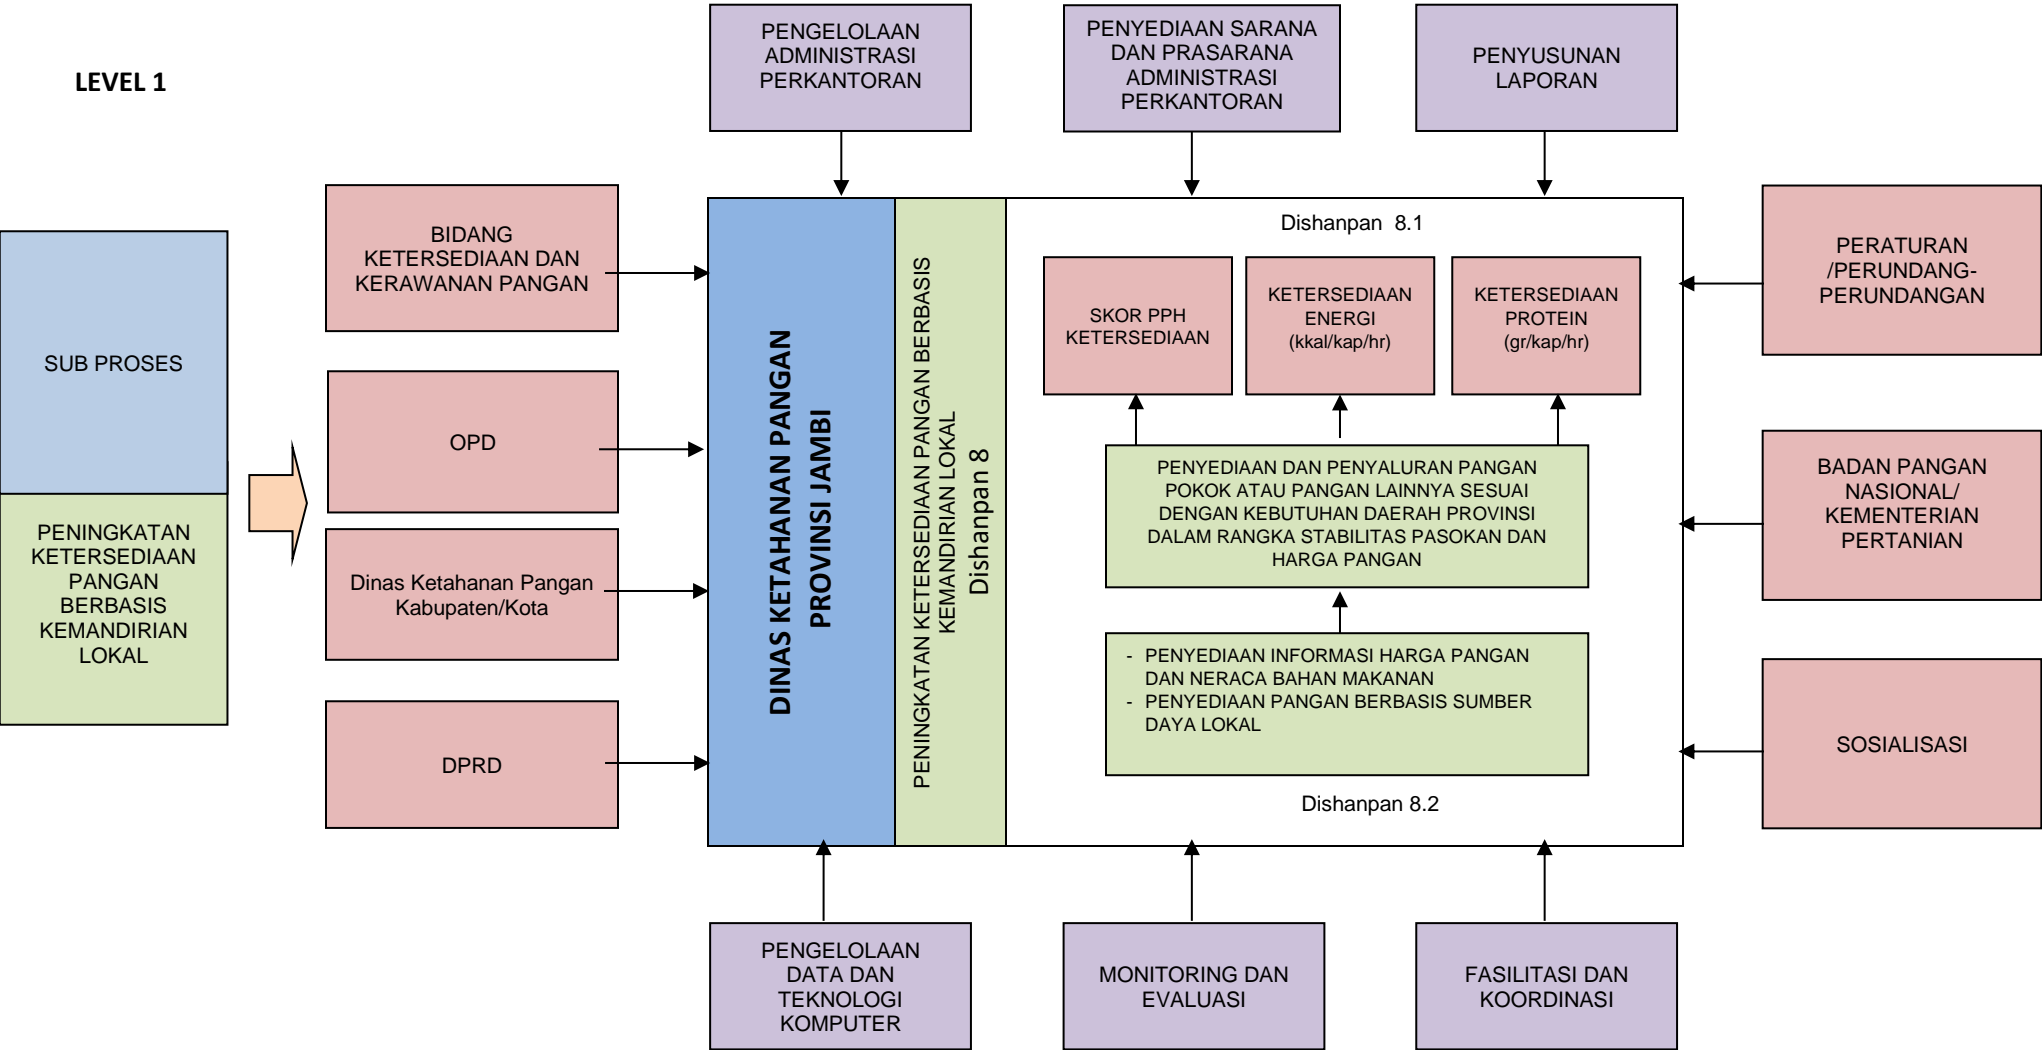 LEVEL 1
PENGELOLAAN
ADMINISTRASI
PERKANTORAN
PENYEDIAAN SARANA
DAN PRASARANA
ADMINISTRASI
PERKANTORAN
PENYUSUNAN
LAPORAN
SUB PROSES
PENINGKATAN
KETERSEDIAAN
PANGAN
BERBASIS
KEMANDIRIAN
LOKAL
BIDANG
KETERSEDIAAN DAN
KERAWANAN PANGAN
OPD
Dinas Ketahanan Pangan
Kabupaten/Kota
DPRD
DINAS KETAHANAN PANGAN
PROVINSI JAMBI
PENINGKATAN KETERSEDIAAN PANGAN BERBASIS
KEMANDIRIAN LOKAL
Dishanpan 8
Dishanpan 8.1
SKOR PPH
KETERSEDIAAN
KETERSEDIAAN
ENERGI
(kkal/kap/hr)
KETERSEDIAAN
PROTEIN
(gr/kap/hr)
PENYEDIAAN DAN PENYALURAN PANGAN
POKOK ATAU PANGAN LAINNYA SESUAI
DENGAN KEBUTUHAN DAERAH PROVINSI
DALAM RANGKA STABILITAS PASOKAN DAN
HARGA PANGAN
- PENYEDIAAN INFORMASI HARGA PANGAN
DAN NERACA BAHAN MAKANAN
- PENYEDIAAN PANGAN BERBASIS SUMBER
DAYA LOKAL
Dishanpan 8.2
PERATURAN
/PERUNDANG-
PERUNDANGAN
BADAN PANGAN
NASIONAL/
KEMENTERIAN
PERTANIAN
SOSIALISASI
PENGELOLAAN
DATA DAN
TEKNOLOGI
KOMPUTER
MONITORING DAN
EVALUASI
FASILITASI DAN
KOORDINASI